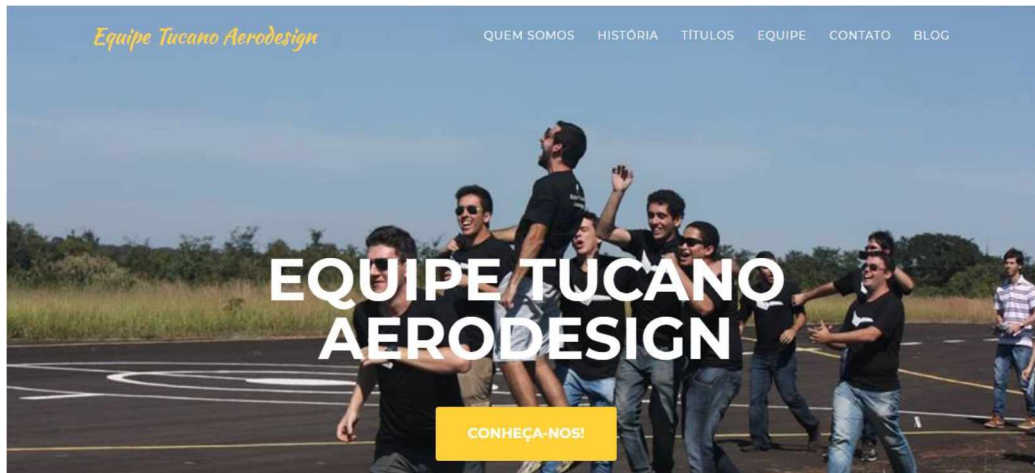 Equipe Tucano Aerodesign
QUEM SOMOS HISTÓRIA TÍTULOS EQUIPE CONTATO BLOG
EQUIPE TUCANO
AERODESIGN
CONHEÇA-NOS!